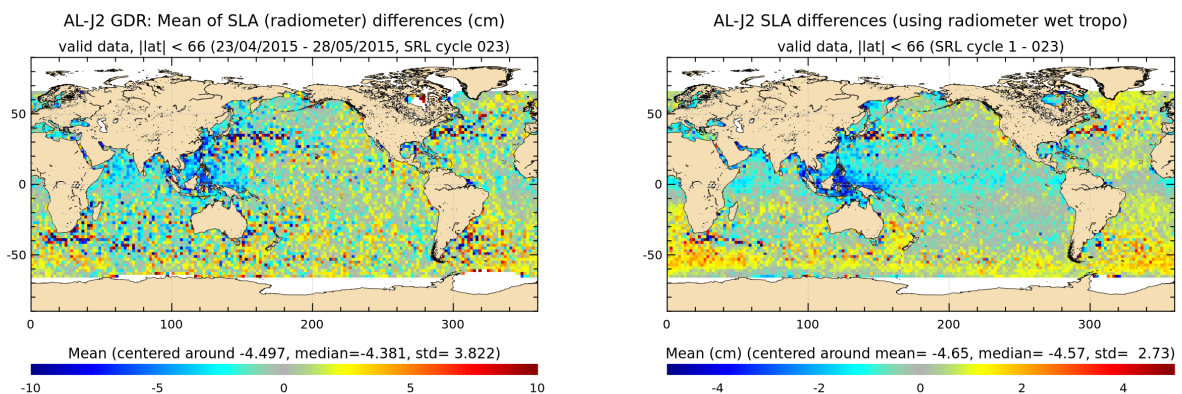 AL-J2 GDR: Mean of SLA (radiometer) differences (cm)
valid data, |lat| < 66 (23/04/2015 - 28/05/2015, SRL cycle 023)
50
0
-50
0 100 200 300
Mean (centered around -4.497, median=-4.381, std= 3.822)
-10 -5 0 5 10
AL-J2 SLA differences (using radiometer wet tropo)
valid data, |lat| < 66 (SRL cycle 1 - 023)
50
0
-50
0 100 200 300
Mean (cm) (centered around mean= -4.65, median= -4.57, std= 2.73)
-4 -2 0 2 4